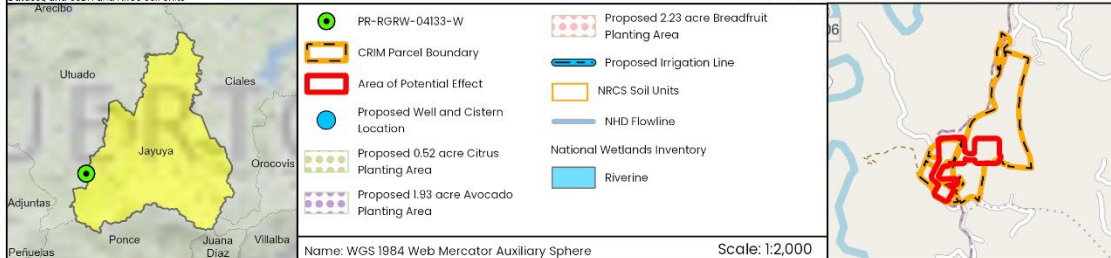 Arecibo
Utuado
Ciales
Jayuya
Orocovis
Adjuntas
Ponce
Juana
Díaz
Villalba
Peñuelas
PR-RGRW-04133-W
CRIM Parcel Boundary
Area of Potential Effect
Proposed Well and Cistern
Location
Proposed 0.52 acre Citrus
Planting Area
Proposed 1.93 acre Avocado
Planting Area
Proposed 2.23 acre Breadfruit
Planting Area
Proposed Irrigation Line
NRCS Soil Units
NHD Flowline
National Wetlands Inventory
Riverine
Name: WGS 1984 Web Mercator Auxiliary Sphere
Scale: 1:2,000